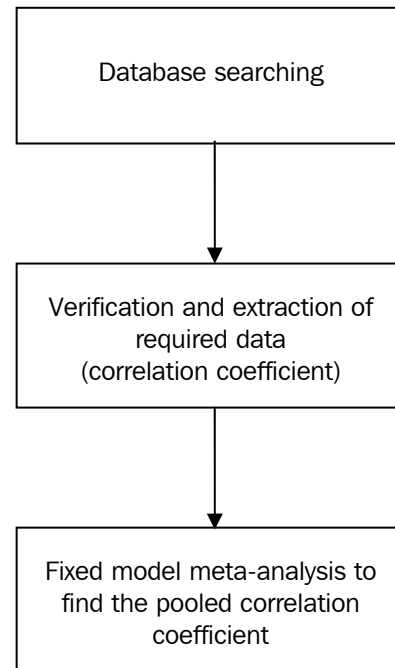 Database searching
Verification and extraction of
required data
(correlation coefficient)
Fixed model meta-analysis to
find the pooled correlation
coefficient